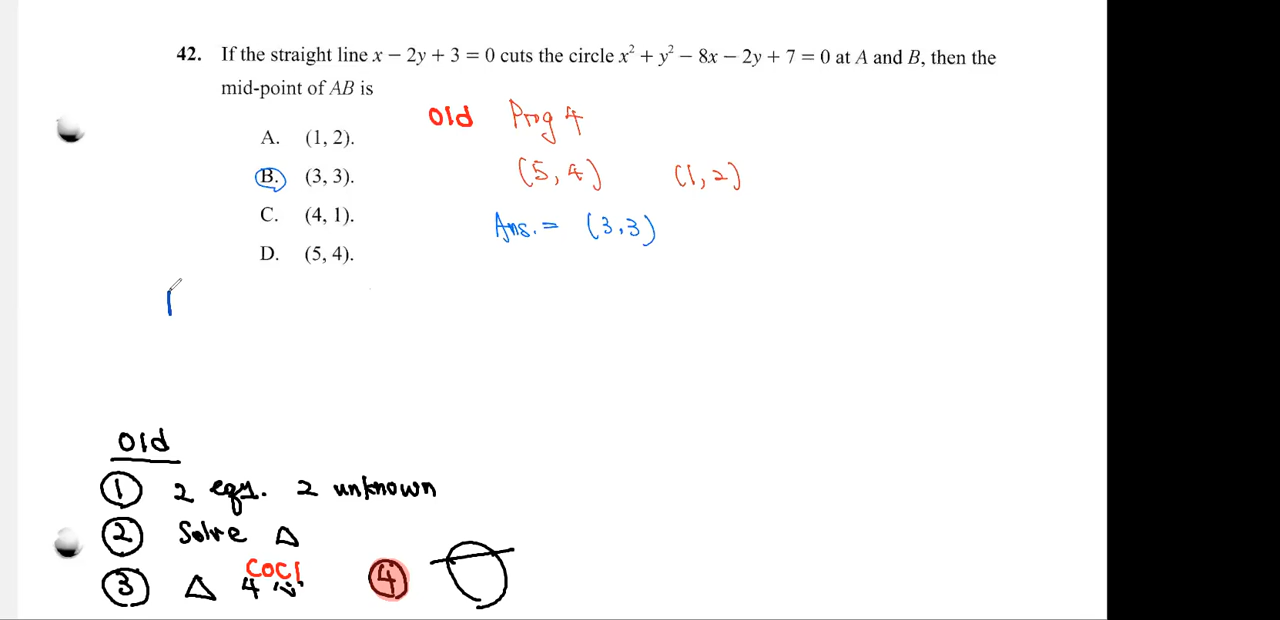 42. If the straight line x − 2y + 3 = 0 cuts the circle x² + y² − 8x − 2y + 7 = 0 at A and B, then the
mid-point of AB is
old Prog 4
A. (1, 2).
B. (3, 3).
(5, 4) (1, 2)
C. (4, 1).
Ans. = (3, 3)
D. (5, 4).
old
① 2 eqs. 2 unknown
② Solve △
COCI
③ △ 4
④